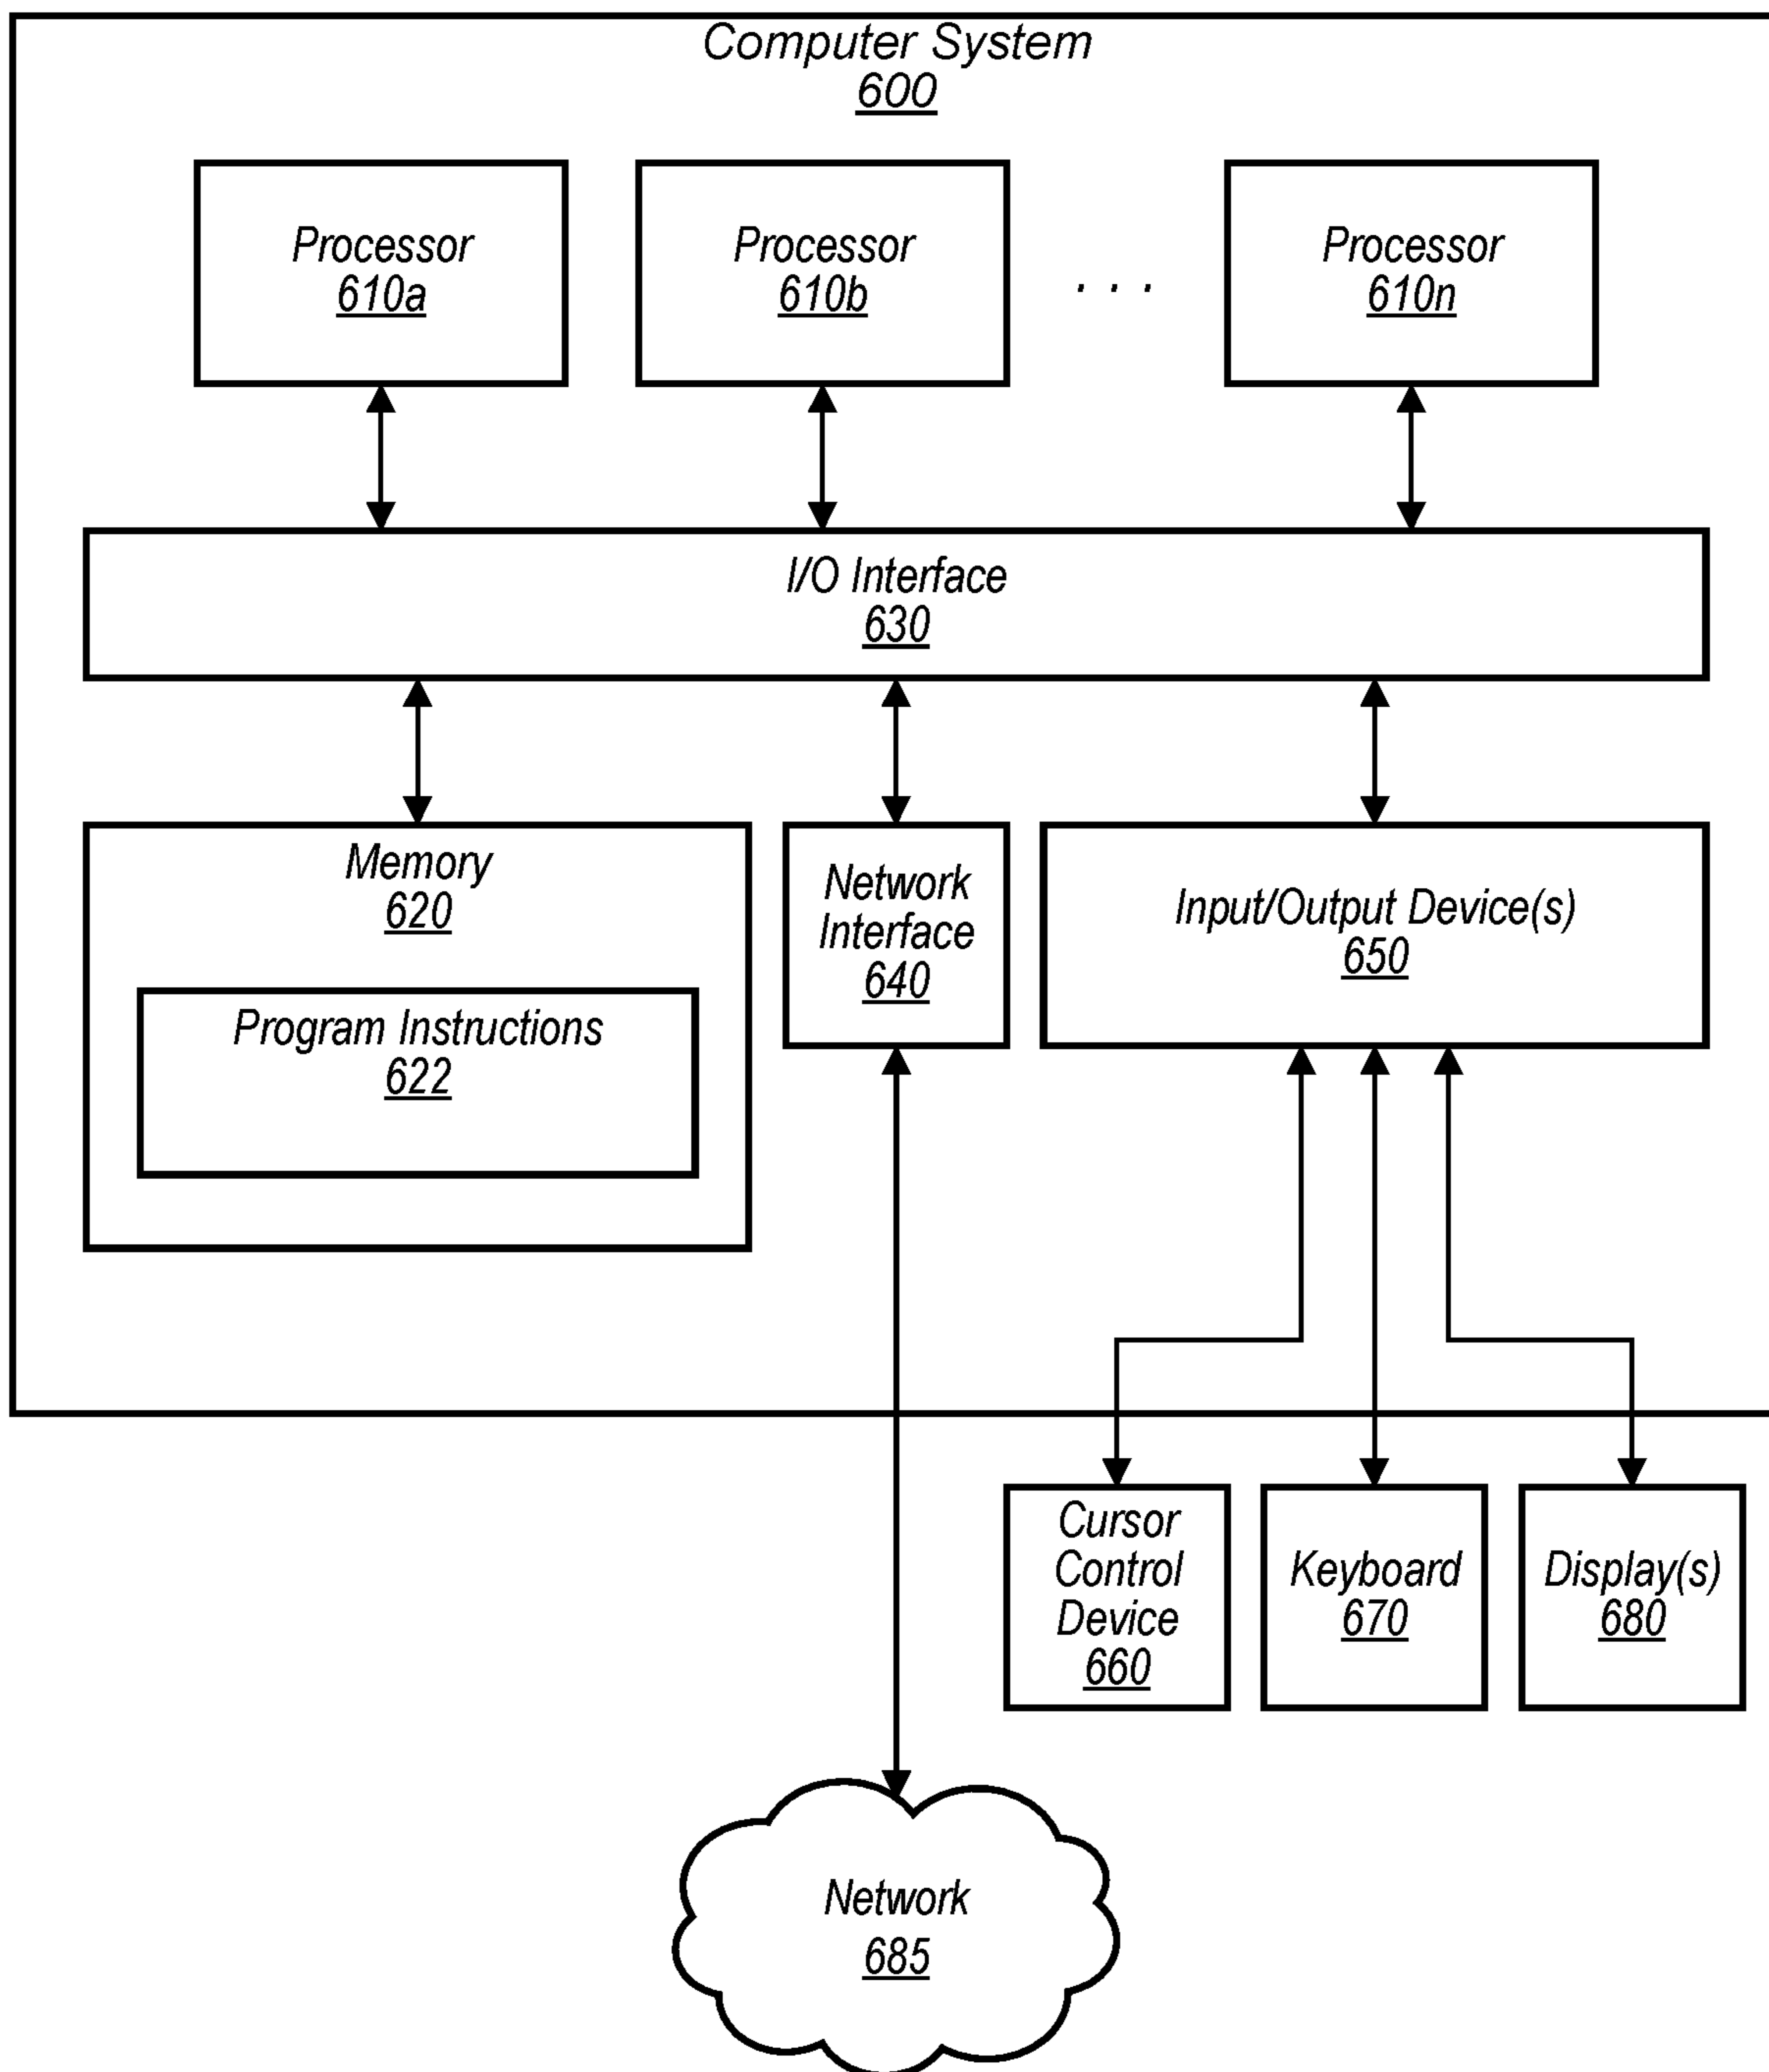 Computer System
600
Processor
610a
Processor
610b
. . .
Processor
610n
I/O Interface
630
Memory
620
Program Instructions
622
Network
Interface
640
Input/Output Device(s)
650
Cursor
Control
Device
660
Keyboard
670
Display(s)
680
Network
685